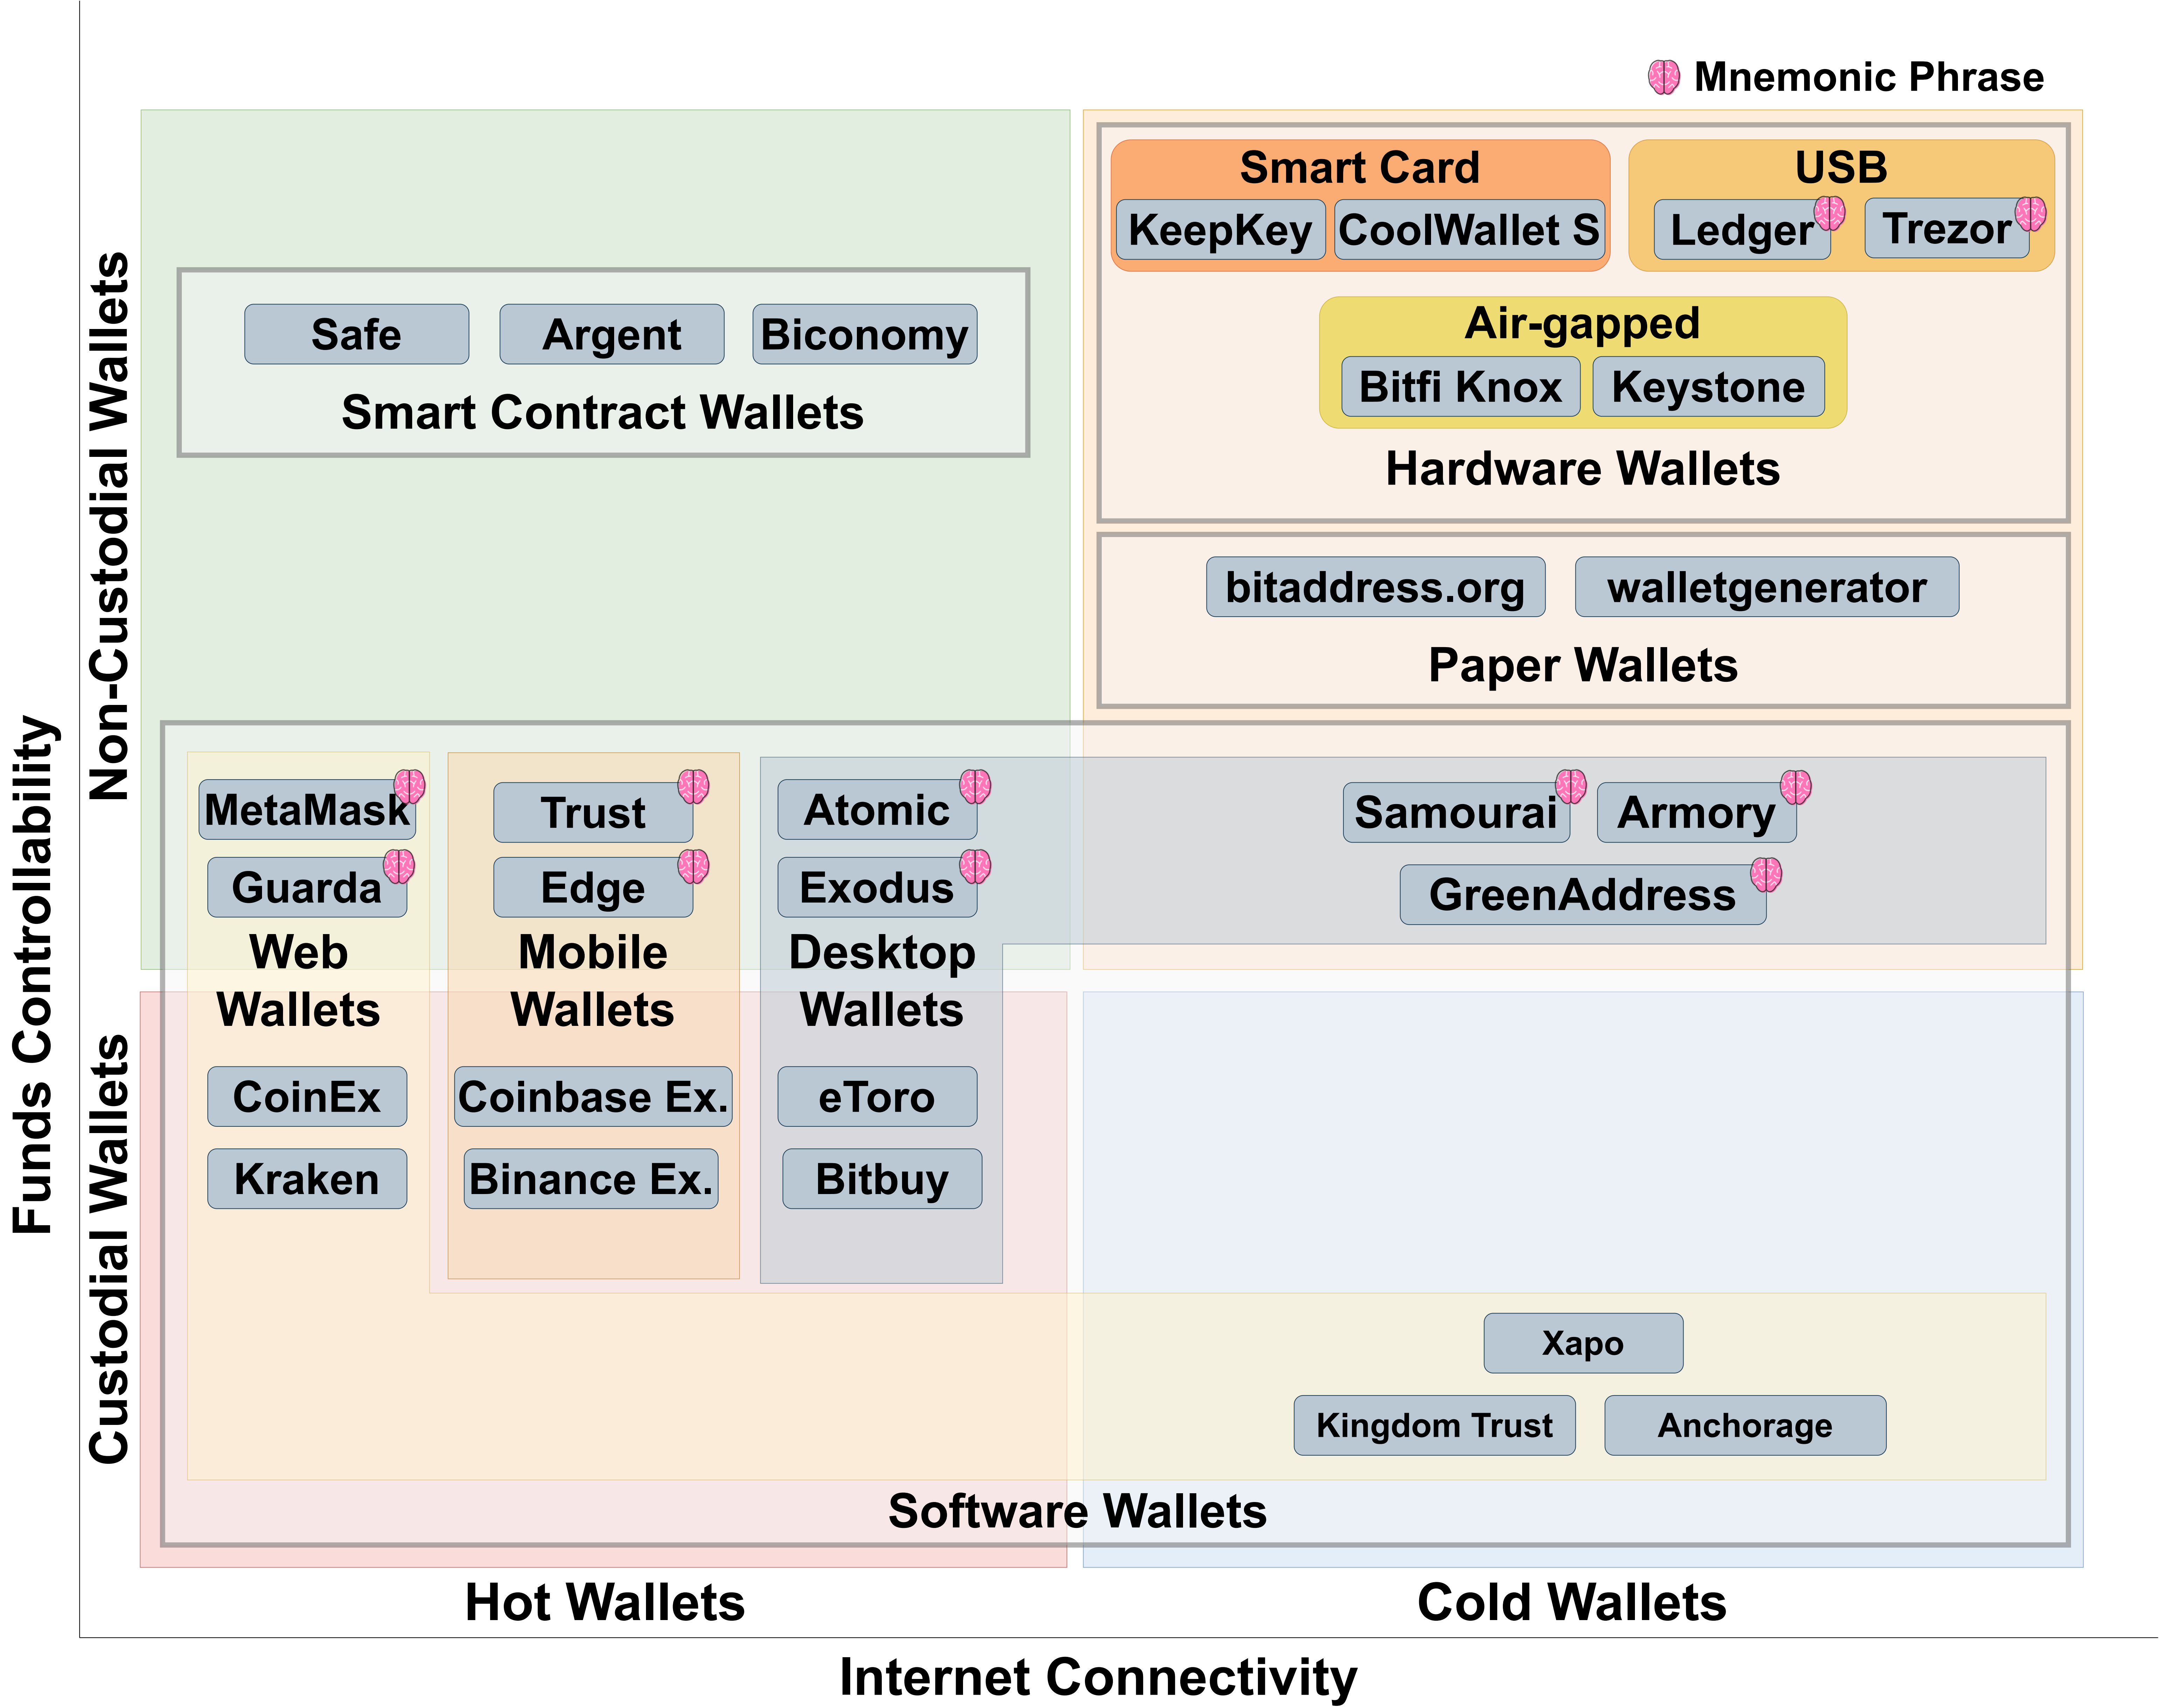 Mnemonic Phrase
Funds Controllability
Non-Custodial Wallets
Custodial Wallets
Safe
Argent
Biconomy
Smart Contract Wallets
Smart Card
KeepKey
CoolWallet S
USB
Ledger
Trezor
Air-gapped
Bitfi Knox
Keystone
Hardware Wallets
bitaddress.org
walletgenerator
Paper Wallets
MetaMask
Guarda
Web
Wallets
CoinEx
Kraken
Trust
Edge
Mobile
Wallets
Coinbase Ex.
Binance Ex.
Atomic
Exodus
Desktop
Wallets
eToro
Bitbuy
Samourai
Armory
GreenAddress
Xapo
Kingdom Trust
Anchorage
Software Wallets
Hot Wallets
Cold Wallets
Internet Connectivity